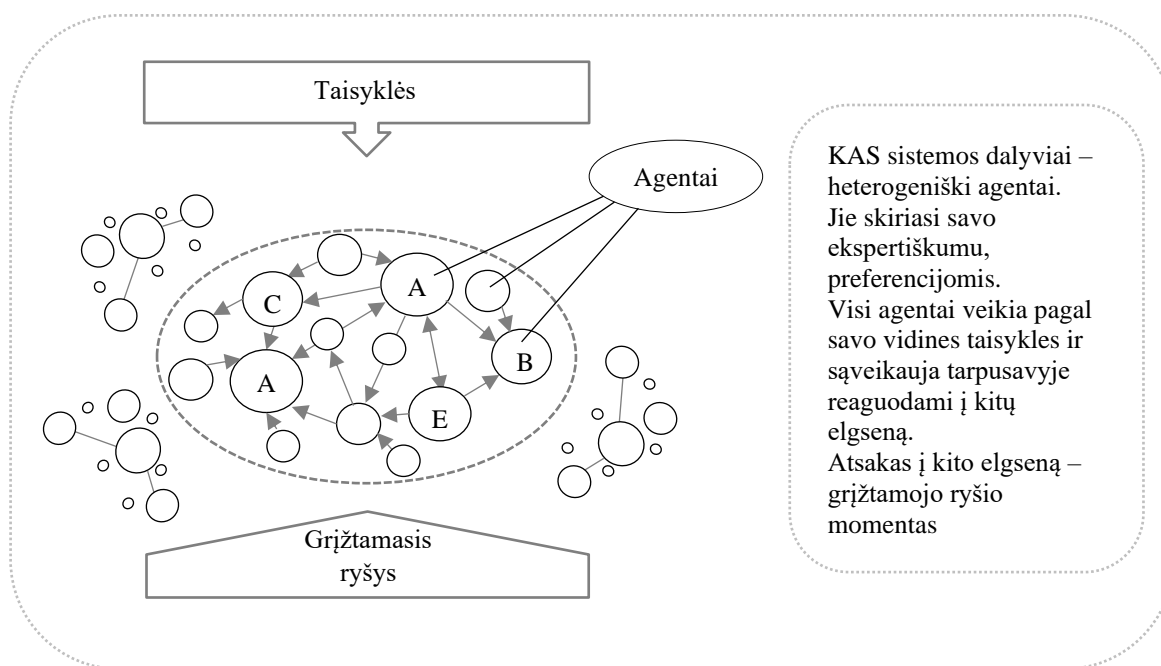 Taisyklės
Agentai
A
C
B
A
E
Grįžtamasis
ryšys
KAS sistemos dalyviai –
heterogeniški agentai.
Jie skiriasi savo
ekspertiškumu,
preferencijomis.
Visi agentai veikia pagal
savo vidines taisykles ir
sąveikauja tarpusavyje
reaguodami į kitų
elgseną.
Atsakas į kito elgseną –
grįžtamojo ryšio
momentas